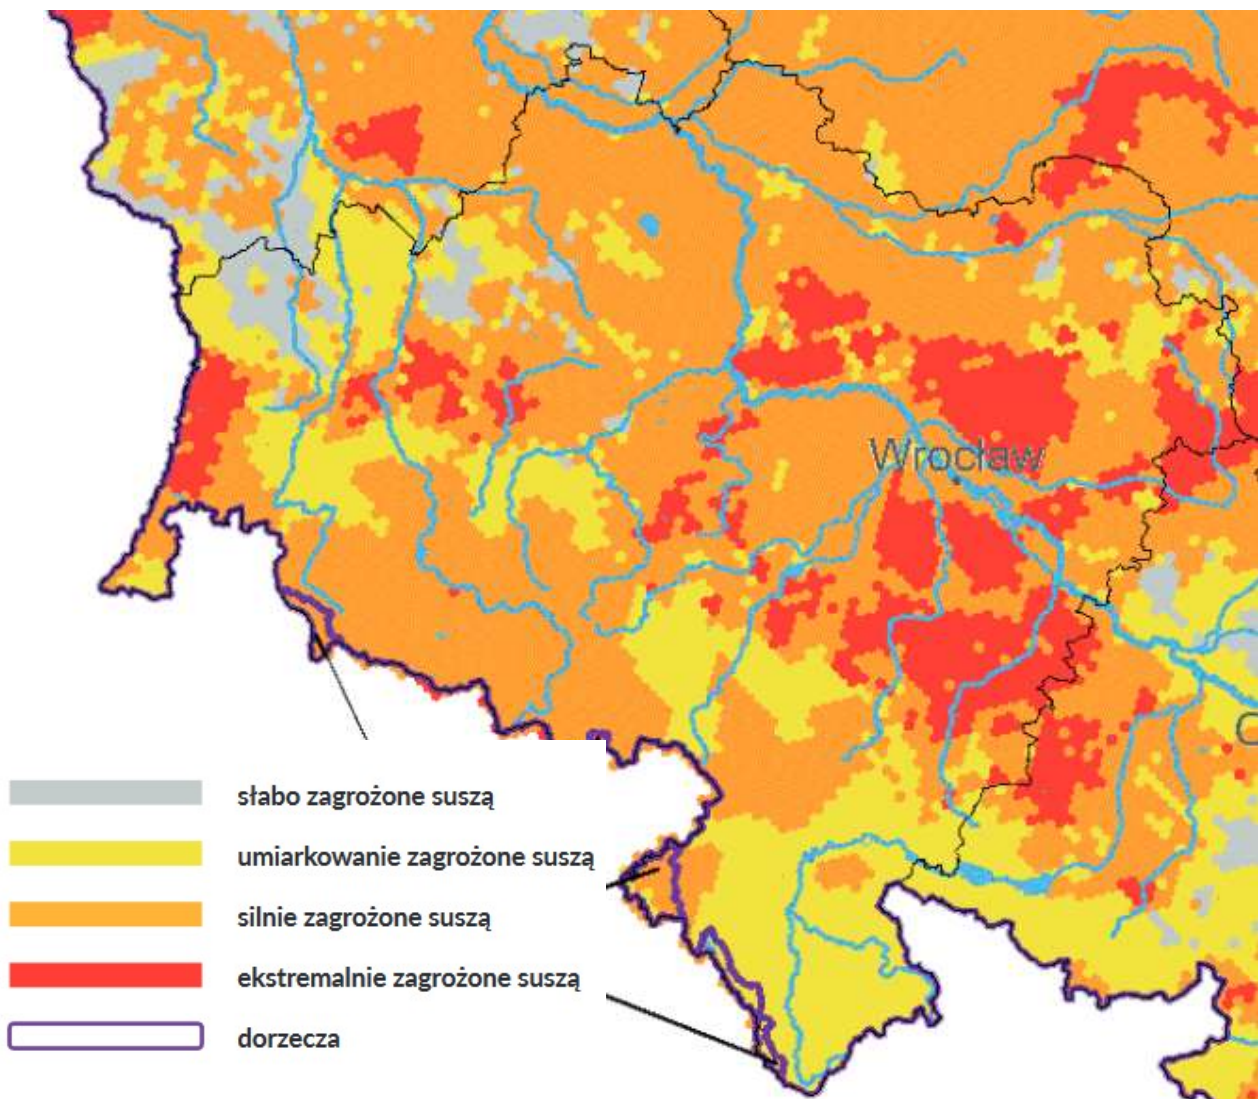 Wrocław
O
słabo zagrożone suszą
umiarkowanie zagrożone suszą
silnie zagrożone suszą
ekstremalnie zagrożone suszą
dorzecza